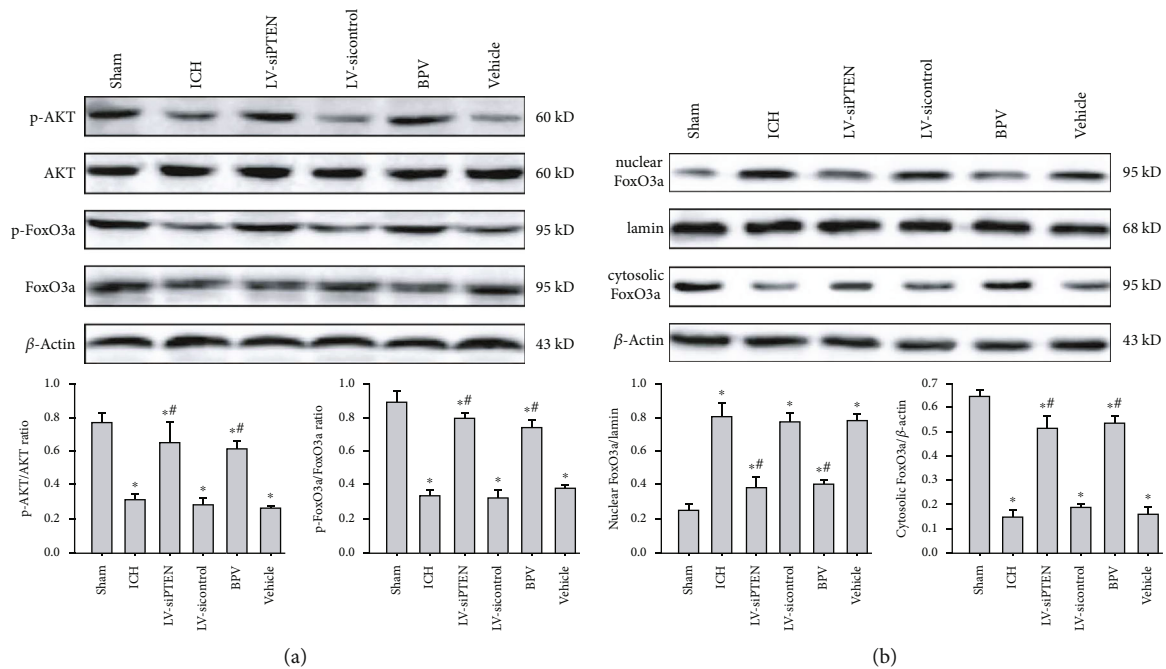 Sham
ICH
LV-siPTEN
LV-sicontrol
BPV
Vehicle
p-AKT
60 kD
AKT
60 kD
p-FoxO3a
95 kD
FoxO3a
95 kD
β-Actin
43 kD
p-AKT/AKT ratio
1.0
0.8
0.6
0.4
0.2
0.0
*
*#
*
*#
*
Sham
ICH
LV-siPTEN
LV-sicontrol
BPV
Vehicle
p-FoxO3a/FoxO3a ratio
1.0
0.8
0.6
0.4
0.2
0.0
*
*#
*
*#
*
Sham
ICH
LV-siPTEN
LV-sicontrol
BPV
Vehicle
(a)
Sham
ICH
LV-siPTEN
LV-sicontrol
BPV
Vehicle
nuclear
FoxO3a
95 kD
lamin
68 kD
cytosolic
FoxO3a
95 kD
β-Actin
43 kD
Nuclear FoxO3a/lamin
1.0
0.8
0.6
0.4
0.2
0.0
*
*#
*
*#
*
Sham
ICH
LV-siPTEN
LV-sicontrol
BPV
Vehicle
Cytosolic FoxO3a/β-actin
0.7
0.6
0.5
0.4
0.3
0.2
0.1
0.0
*
*#
*
*#
*
Sham
ICH
LV-siPTEN
LV-sicontrol
BPV
Vehicle
(b)